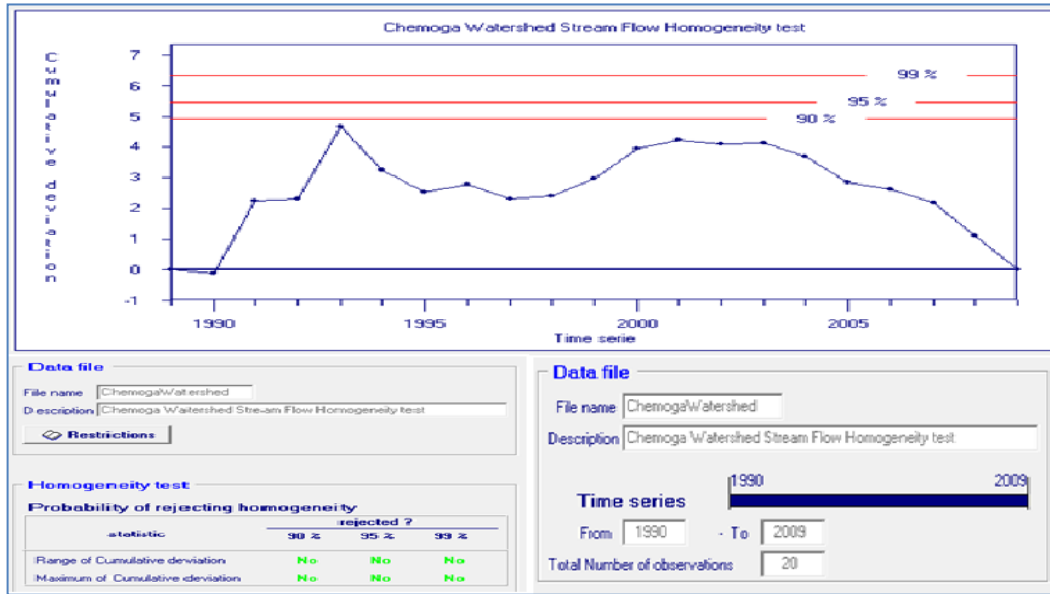 Chemoga Watershed Stream Flow Homogeneity test
Cumulative deviation
7
6
5
4
3
2
1
0
-1
99 %
95 %
90 %
1990
1995
2000
2005
Time serie
Data file
File name ChemogaWatershed
Description Chemoga Watershed Stream Flow Homogeneity test
Restrictions
Homogeneity test
Probability of rejecting homogeneity
rejected ?
statistic 90 % 95 % 99 %
Range of Cumulative deviation No No No
Maximum of Cumulative deviation No No No
Data file
File name ChemogaWatershed
Description Chemoga Watershed Stream Flow Homogeneity test
1990 2009
Time series
From 1990 - To 2009
Total Number of observations 20